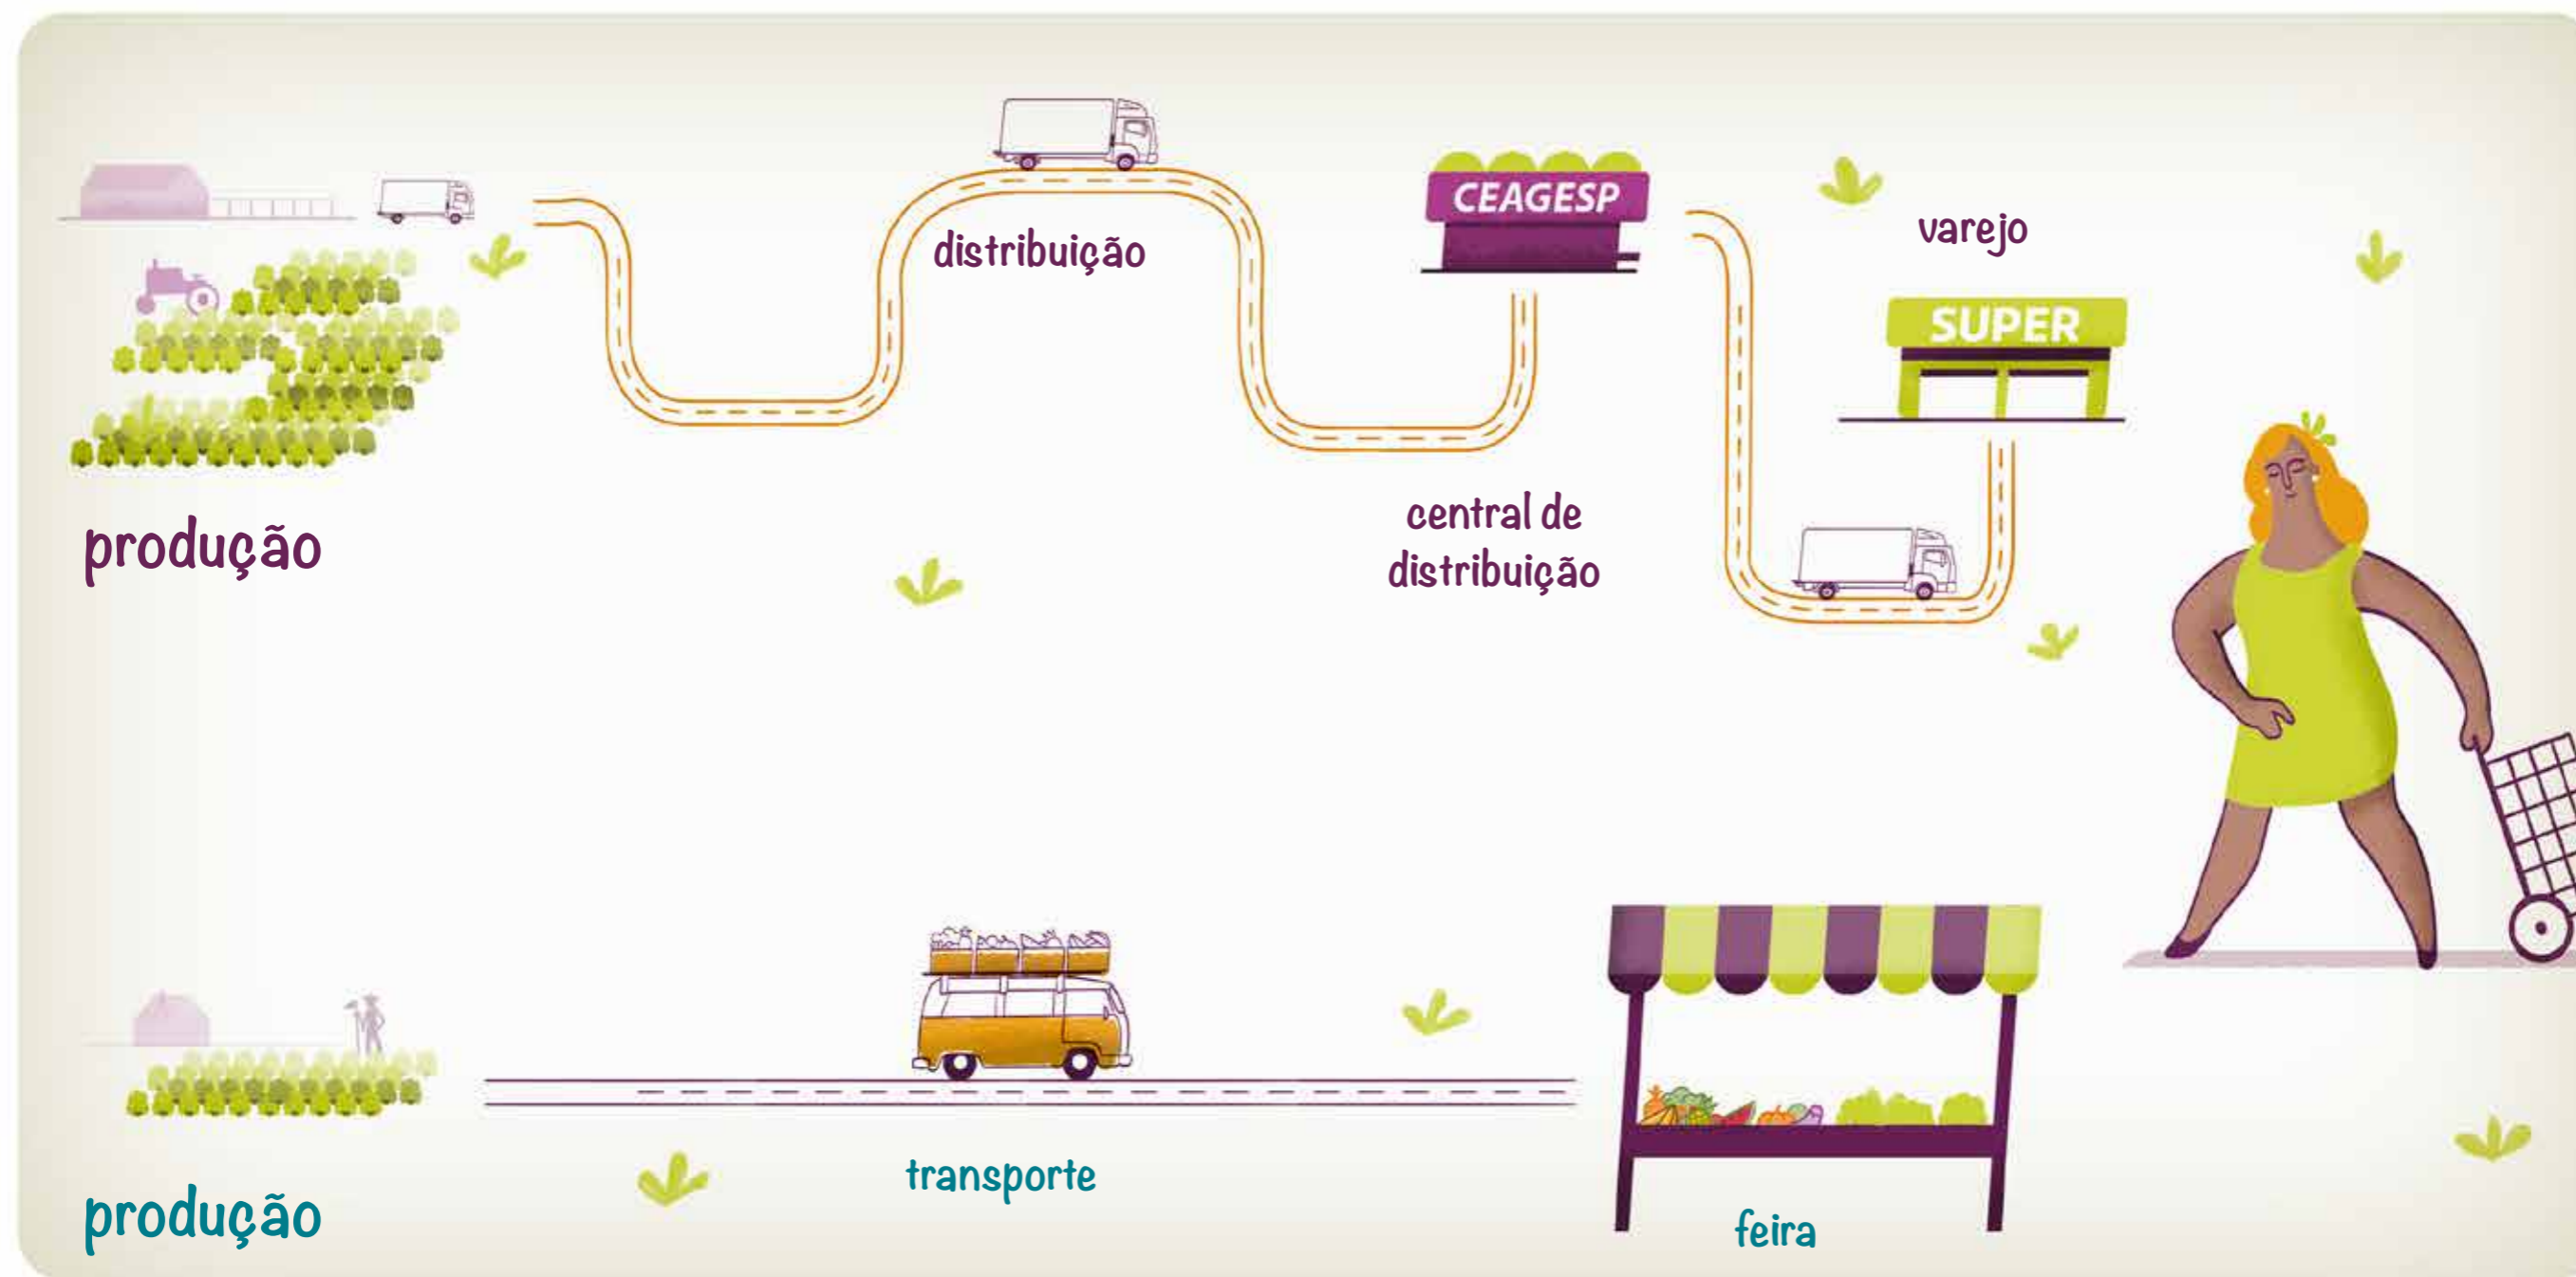 CEAGESP
varejo
distribuição
SUPER
central de
distribuição
produção
transporte
produção
feira